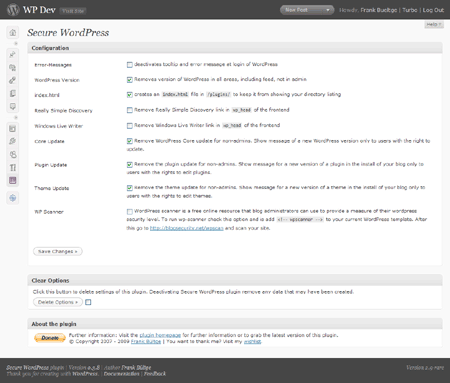 WP Dev Visit Site
New Post
Howdy, Frank Bueltge | Turbo | Log Out
Help
Secure WordPress
Configuration
Error-Messages
deactivates tooltip and error message at login of WordPress
WordPress Version
Removes version of WordPress in all areas, including feed, not in admin
index.html
creates an index.html file in /plugins/ to keep it from showing your directory listing
Really Simple Discovery
Remove Really Simple Discovery link in wp_head of the frontend
Windows Live Writer
Remove Windows Live Writer link in wp_head of the frontend
Core Update
Remove WordPress Core update for non-admins. Show message of a new WordPress version only to users with the right to
update.
Plugin Update
Remove the plugin update for non-admins. Show message for a new version of a plugin in the install of your blog only to
users with the rights to edit plugins.
Theme Update
Remove the theme update for non-admins. Show message for a new version of a theme in the install of your blog only to
users with the rights to edit themes.
WP Scanner
WordPress scanner is a free online resource that blog administrators can use to provide a measure of their wordpress
security level. To run wp-scanner check this option and is add <!-- wpscanner --> to your current WordPress template. After
this go to http://blogsecurity.net/wpscan and scan your site.
Save Changes »
Clear Options
Click this button to delete settings of this plugin. Deactivating Secure WordPress plugin remove any data that may have been created.
Delete Options »
About the plugin
Donate
Further information: Visit the plugin homepage for further information or to grab the latest version of this plugin.
© Copyright 2007 - 2009 Frank Bültge | You want to thank me? Visit my wishlist.
Secure WordPress plugin | Version
| Author Frank Bültge
Thank you for creating with WordPress. | Documentation | Feedback
Version